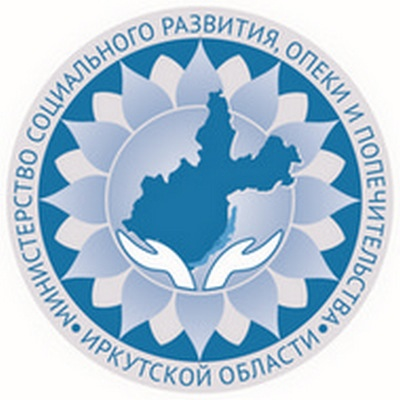 МИНИСТЕРСТВО СОЦИАЛЬНОГО РАЗВИТИЯ, ОПЕКИ И ПОПЕЧИТЕЛЬСТВА
• ИРКУТСКОЙ ОБЛАСТИ •